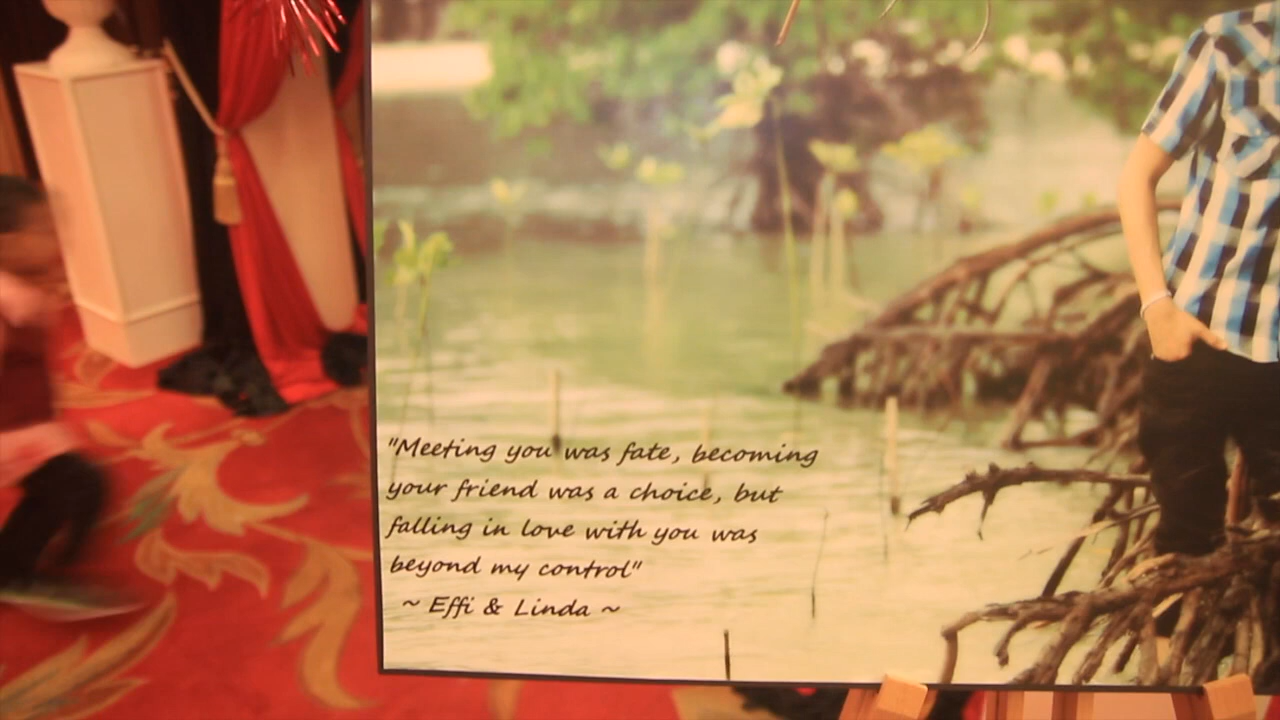 "Meeting you was fate, becoming
your friend was a choice, but
falling in love with you was
beyond my control"
~ Effi & Linda ~